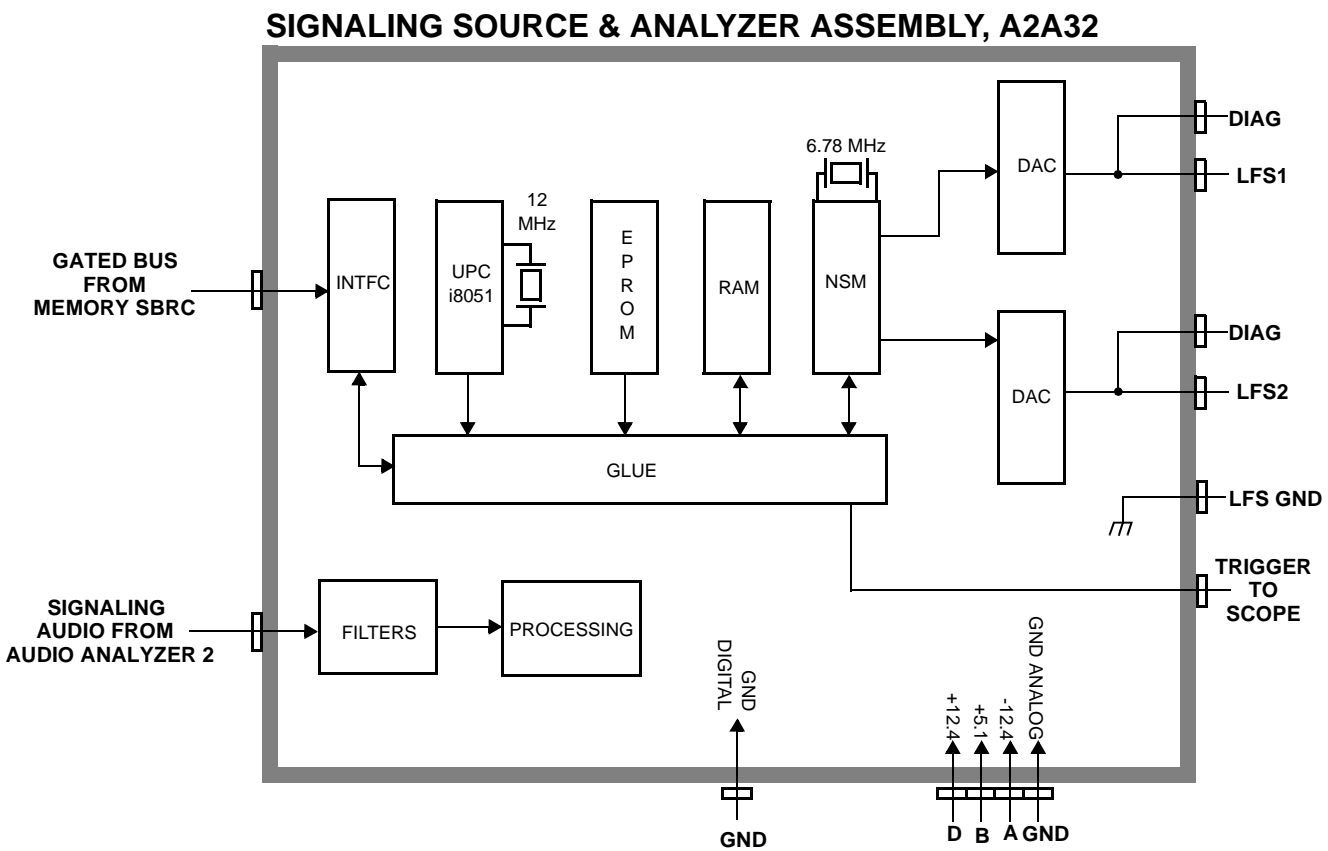 SIGNALING SOURCE & ANALYZER ASSEMBLY, A2A32
GATED BUS
FROM
MEMORY SBRC
INTFC
UPC
i8051
12
MHz
E
P
R
O
M
RAM
6.78 MHz
NSM
DAC
DIAG
LFS1
DAC
DIAG
LFS2
GLUE
LFS GND
TRIGGER
TO
SCOPE
SIGNALING
AUDIO FROM
AUDIO ANALYZER 2
FILTERS
PROCESSING
GND
DIGITAL
GND
+12.4
+5.1
-12.4
GND ANALOG
D
B
A
GND